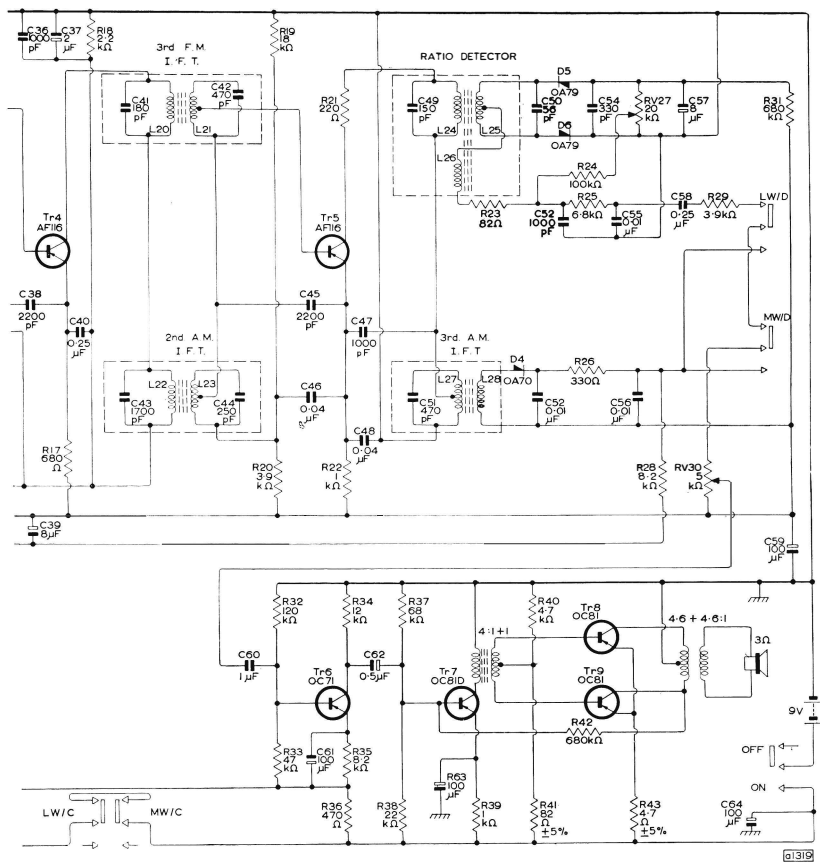 C36
1000
pF
C37
2
µF
R18
2·2
kΩ
3rd F.M.
I.F.T.
C41
180
pF
C42
470
pF
L20
L21
R19
18
kΩ
R21
220
Ω
RATIO DETECTOR
C49
150
pF
L24
L25
L26
D5
OA79
C50
56
pF
D6
OA79
C54
330
pF
RV27
20
kΩ
C57
8
µF
R31
680
kΩ
R24
100kΩ
R23
82Ω
C52
1000
pF
R25
6.8kΩ
C55
0.01
µF
C58
0·25
µF
R29
3·9kΩ
LW/D
Tr4
AF116
Tr5
AF116
C38
2200
pF
C40
0·25
µF
C45
2200
pF
C47
1000
pF
MW/D
2nd A.M.
I.F.T.
L22
L23
C43
1700
pF
C44
250
pF
C46
0·04
µF
C48
0·04
µF
3rd. A.M.
I.F.T
C51
470
pF
L27
L28
D4
OA70
R26
330Ω
C52
0.01
µF
C56
0.01
µF
R17
680
Ω
R20
3·9
kΩ
R22
1
kΩ
R28
8·2
kΩ
RV30
5
kΩ
C39
8µF
C59
100
µF
R32
120
kΩ
R34
12
kΩ
R37
68
kΩ
R40
4·7
kΩ
Tr8
OC81
4·6 + 4·6:1
3Ω
4:1+1
C60
1µF
Tr6
OC71
C62
0·5µF
Tr7
OC81D
Tr9
OC81
R42
680kΩ
9V
R33
47
kΩ
C61
100
µF
R35
8·2
kΩ
R63
100
µF
OFF
ON
LW/C
MW/C
R36
470
Ω
R38
22
kΩ
R39
1
kΩ
R41
82
Ω
±5%
R43
4·7
Ω
±5%
C64
100
µF
a1319